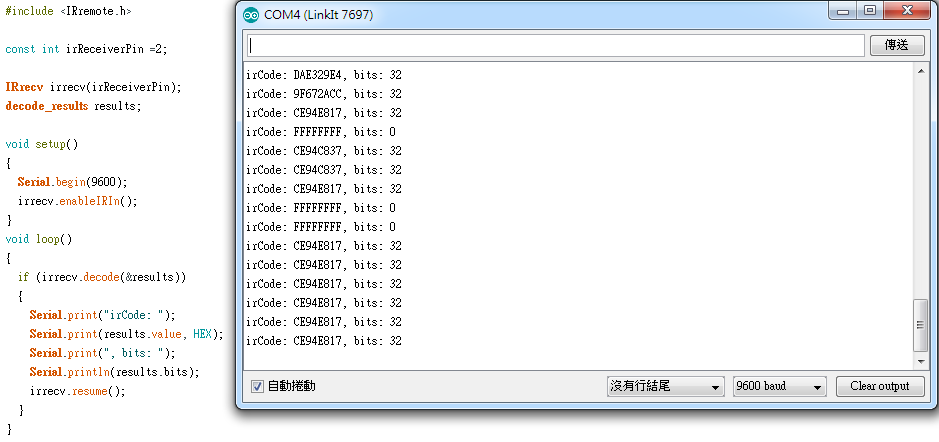 #include <IRremote.h>
const int irReceiverPin =2;
IRrecv irrecv(irReceiverPin);
decode_results results;
void setup()
{
Serial.begin(9600);
irrecv.enableIRIn();
}
void loop()
{
if (irrecv.decode(&results))
{
Serial.print("irCode: ");
Serial.print(results.value, HEX);
Serial.print(", bits: ");
Serial.println(results.bits);
irrecv.resume();
}
}
COM4 (LinkIt 7697)
傳送
irCode: DAE329E4, bits: 32
irCode: 9F672ACC, bits: 32
irCode: CE94E817, bits: 32
irCode: FFFFFFFF, bits: 0
irCode: CE94C837, bits: 32
irCode: CE94C837, bits: 32
irCode: CE94E817, bits: 32
irCode: FFFFFFFF, bits: 0
irCode: FFFFFFFF, bits: 0
irCode: CE94E817, bits: 32
irCode: CE94E817, bits: 32
irCode: CE94E817, bits: 32
irCode: CE94E817, bits: 32
irCode: CE94E817, bits: 32
irCode: CE94E817, bits: 32
自動捲動
沒有行結尾
9600 baud
Clear output